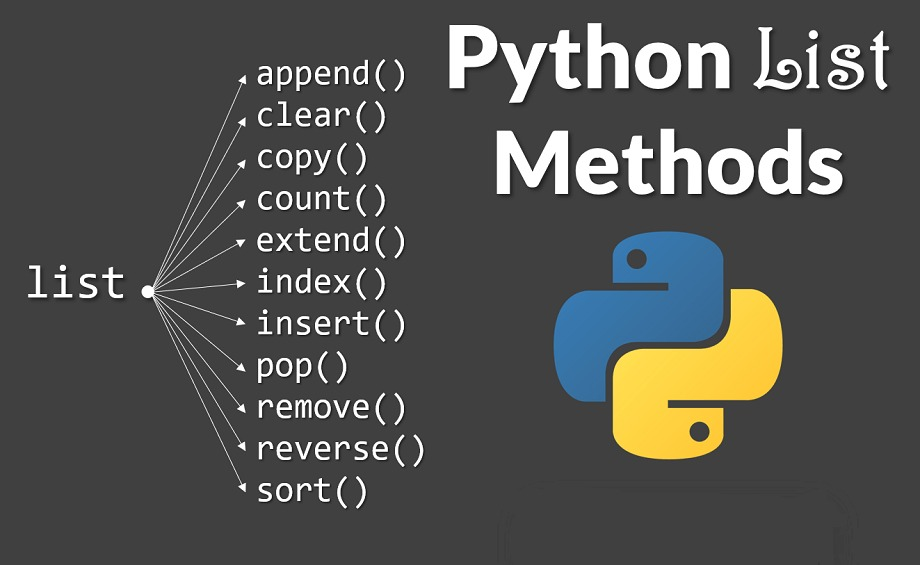 Python List
Methods
list
append()
clear()
copy()
count()
extend()
index()
insert()
pop()
remove()
reverse()
sort()